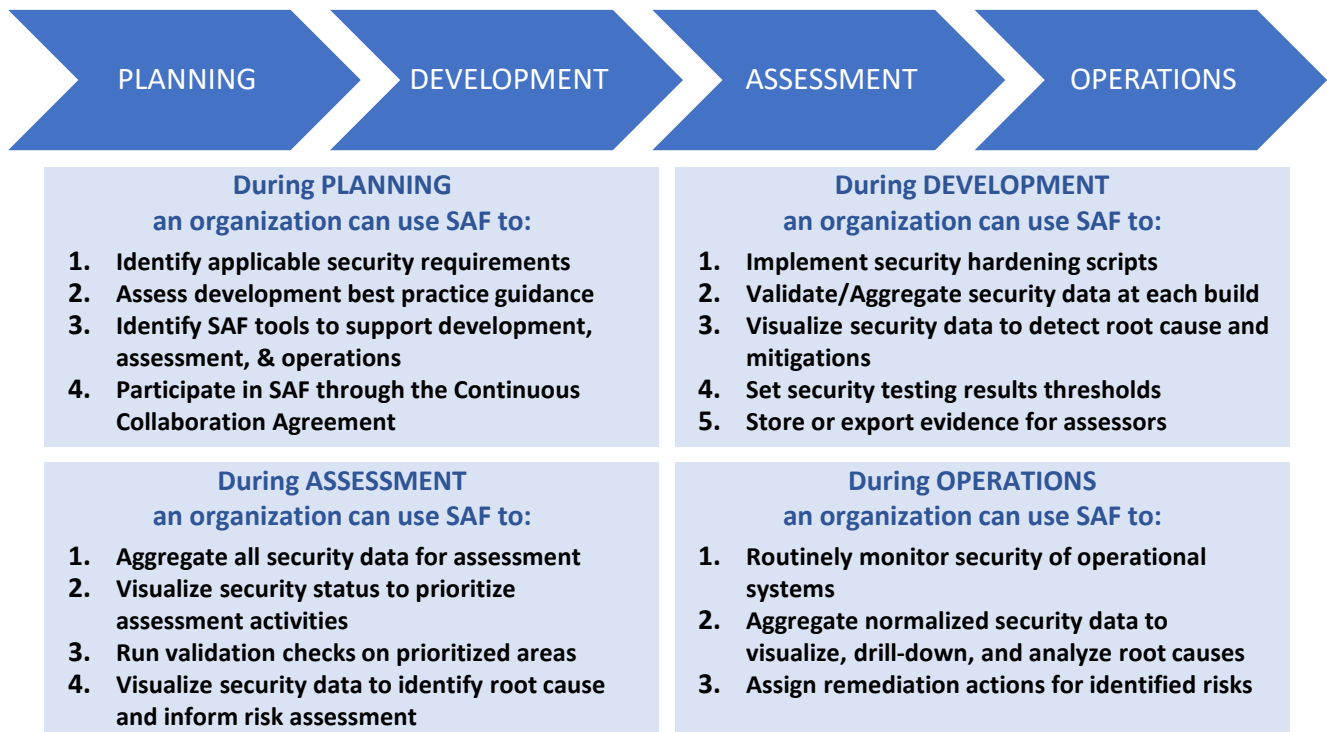 PLANNING
DEVELOPMENT
ASSESSMENT
OPERATIONS
During PLANNING
an organization can use SAF to:
1. Identify applicable security requirements
2. Assess development best practice guidance
3. Identify SAF tools to support development,
assessment, & operations
4. Participate in SAF through the Continuous
Collaboration Agreement
During DEVELOPMENT
an organization can use SAF to:
1. Implement security hardening scripts
2. Validate/Aggregate security data at each build
3. Visualize security data to detect root cause and
mitigations
4. Set security testing results thresholds
5. Store or export evidence for assessors
During ASSESSMENT
an organization can use SAF to:
1. Aggregate all security data for assessment
2. Visualize security status to prioritize
assessment activities
3. Run validation checks on prioritized areas
4. Visualize security data to identify root cause
and inform risk assessment
During OPERATIONS
an organization can use SAF to:
1. Routinely monitor security of operational
systems
2. Aggregate normalized security data to
visualize, drill-down, and analyze root causes
3. Assign remediation actions for identified risks